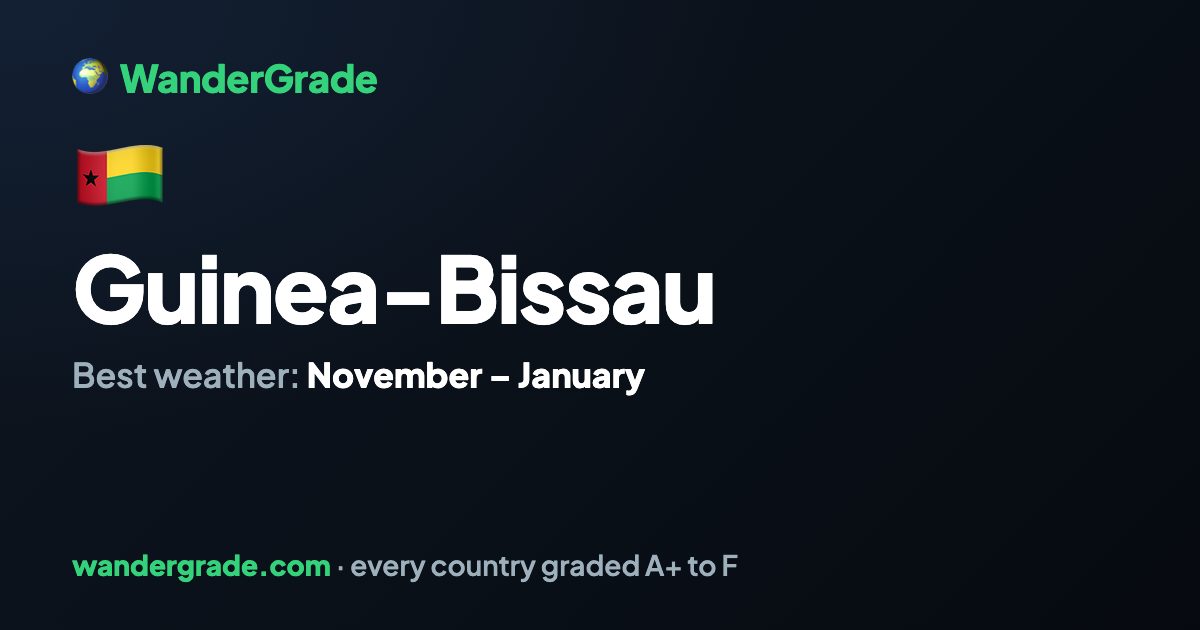 WanderGrade
Guinea-Bissau
Best weather: November – January
wandergrade.com · every country graded A+ to F